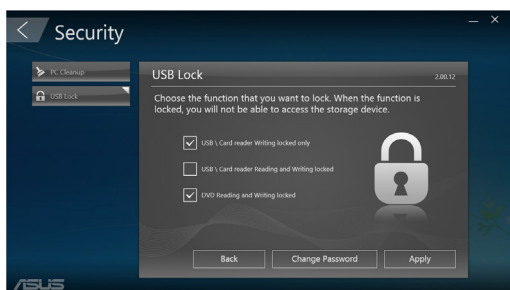 Security
PC Cleanup
USB Lock
USB Lock
2.00.12
Choose the function that you want to lock. When the function is
locked, you will not be able to access the storage device.
USB \ Card reader Writing locked only
USB \ Card reader Reading and Writing locked
DVD Reading and Writing locked
Back
Change Password
Apply
ASUS